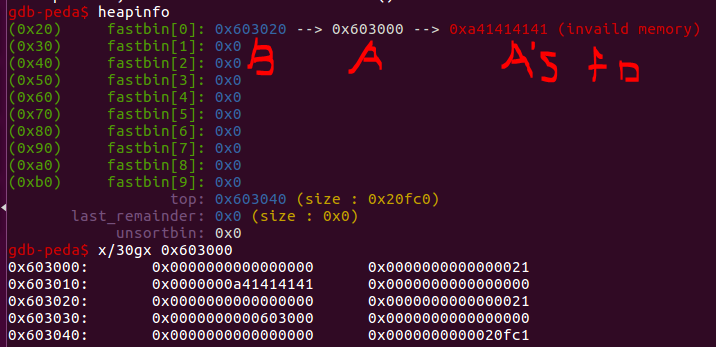 gdb-peda$ heapinfo
(0x20)     fastbin[0]: 0x603020 --> 0x603000 --> 0xa41414141 (invaild memory)
(0x30)     fastbin[1]: 0x0
(0x40)     fastbin[2]: 0x0
(0x50)     fastbin[3]: 0x0
(0x60)     fastbin[4]: 0x0
(0x70)     fastbin[5]: 0x0
(0x80)     fastbin[6]: 0x0
(0x90)     fastbin[7]: 0x0
(0xa0)     fastbin[8]: 0x0
(0xb0)     fastbin[9]: 0x0
B A A's fD
top: 0x603040 (size : 0x20fc0)
last_remainder: 0x0 (size : 0x0)
unsortbin: 0x0
gdb-peda$ x/30gx 0x603000
0x603000:       0x0000000000000000      0x0000000000000021
0x603010:       0x0000000a41414141      0x0000000000000000
0x603020:       0x0000000000000000      0x0000000000000021
0x603030:       0x0000000000603000      0x0000000000000000
0x603040:       0x0000000000000000      0x0000000000020fc1